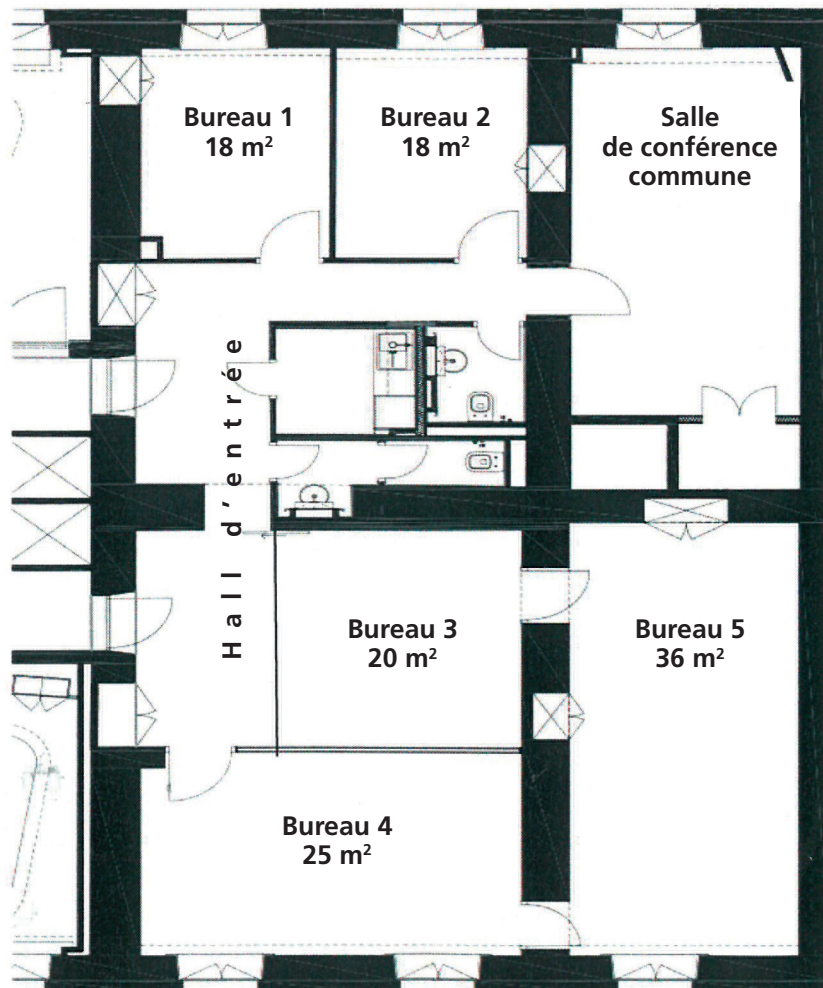 Bureau 1
18 m²
Bureau 2
18 m²
Salle
de conférence
commune
Hall d'entrée
Bureau 3
20 m²
Bureau 5
36 m²
Bureau 4
25 m²